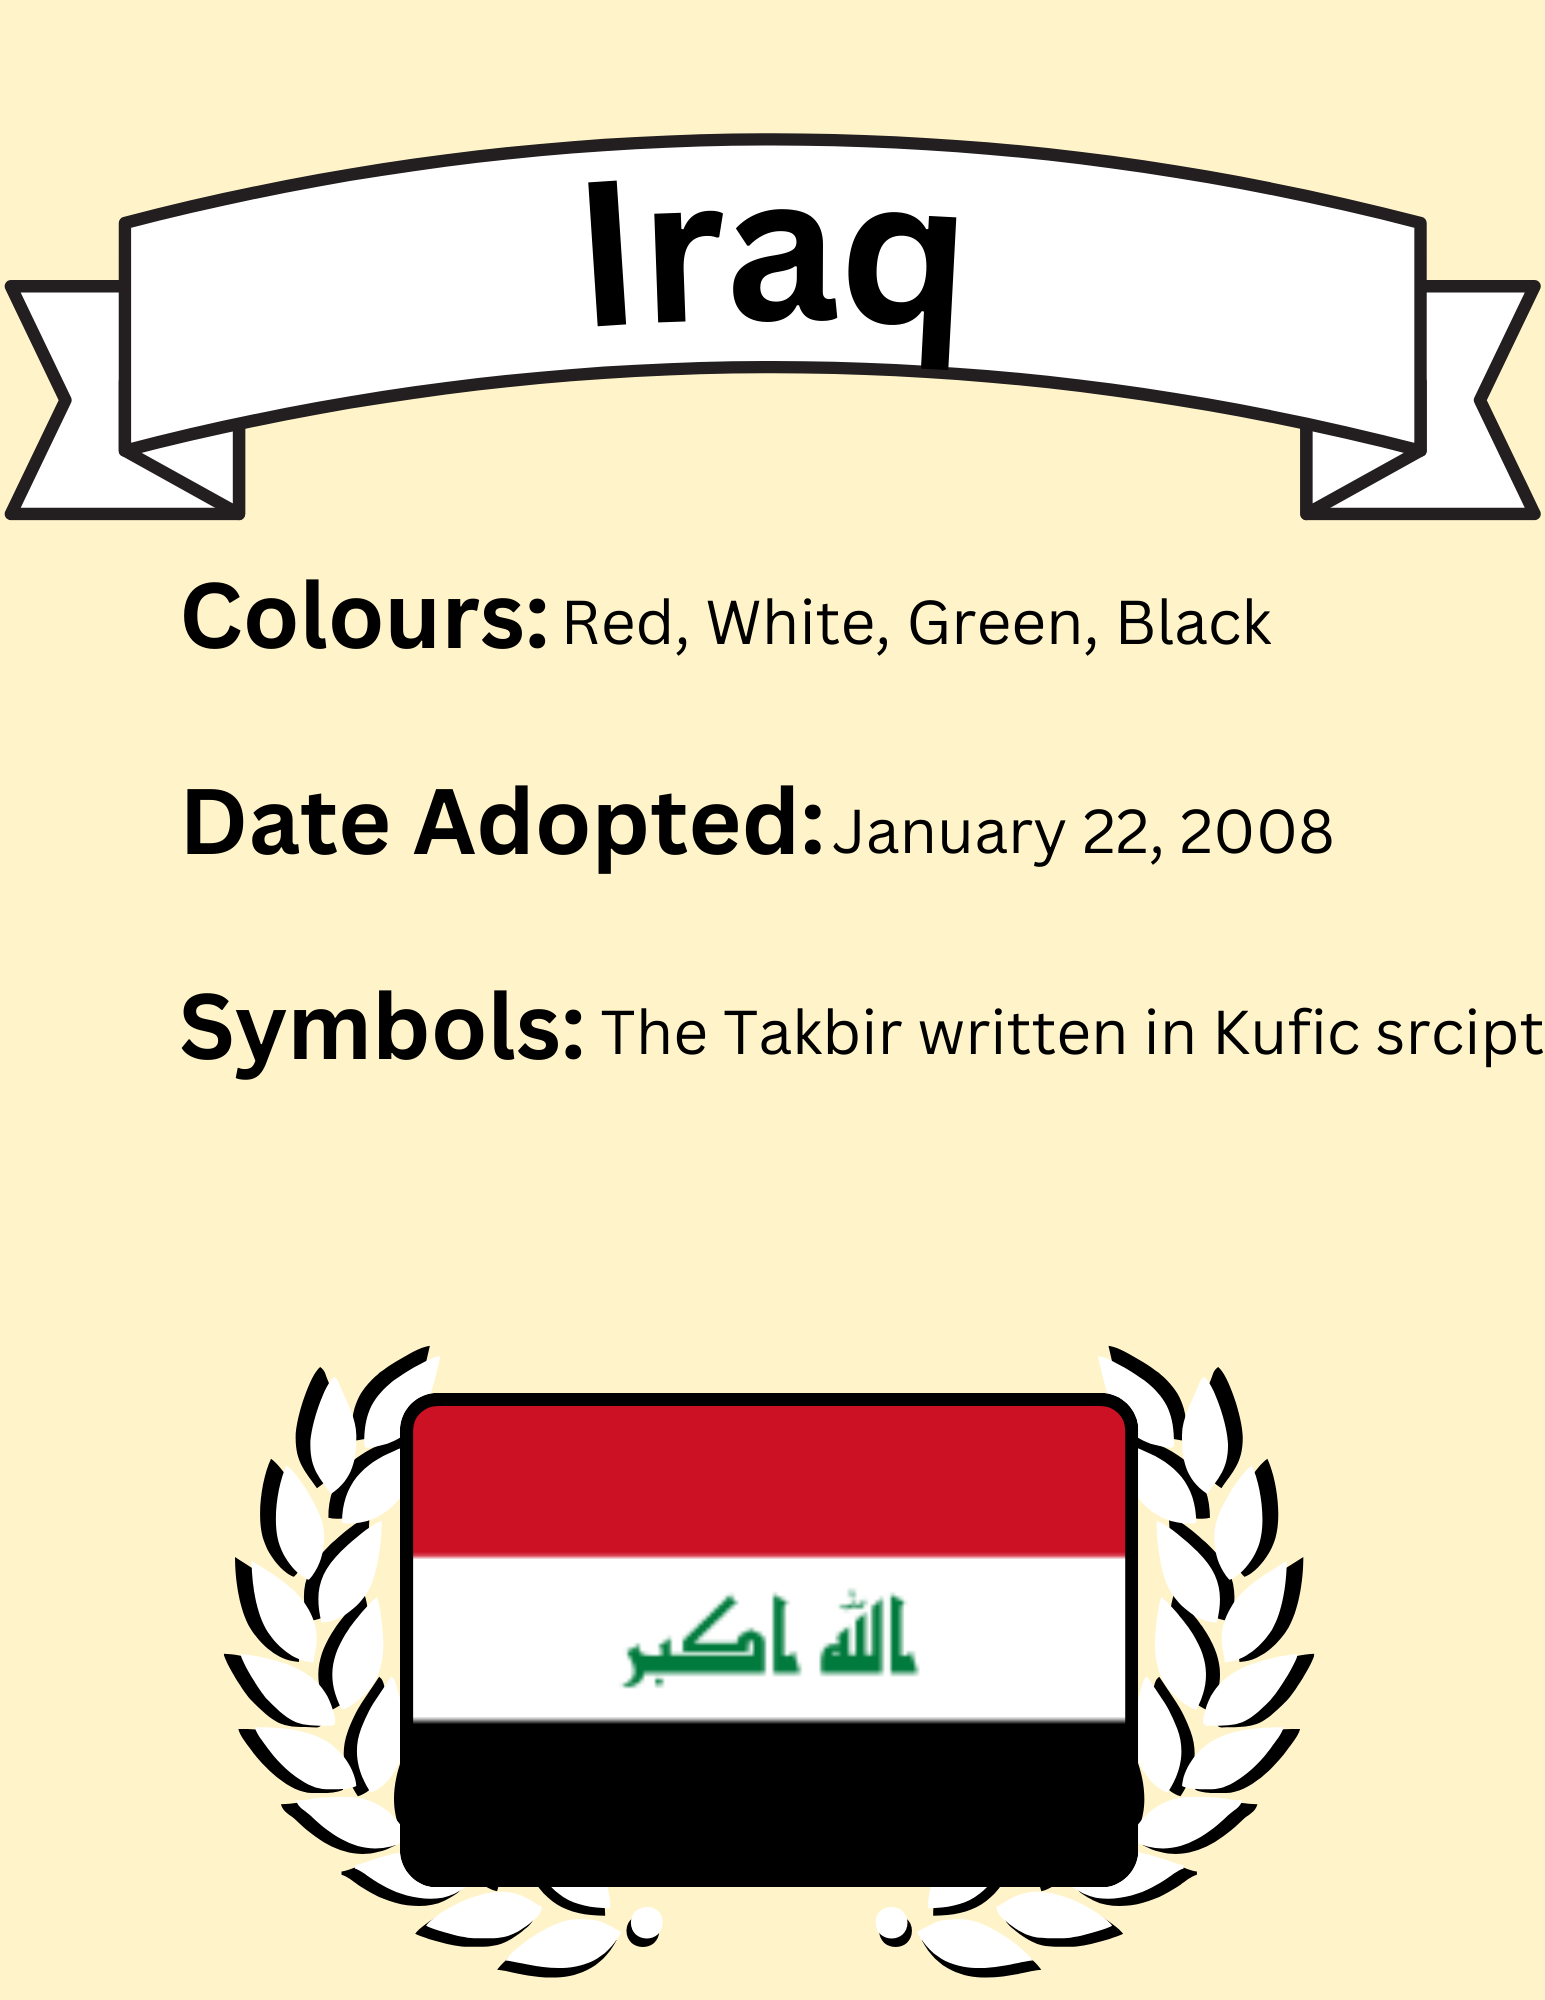 Iraq
Colours: Red, White, Green, Black
Date Adopted: January 22, 2008
Symbols: The Takbir written in Kufic srcipt
الله اكبر